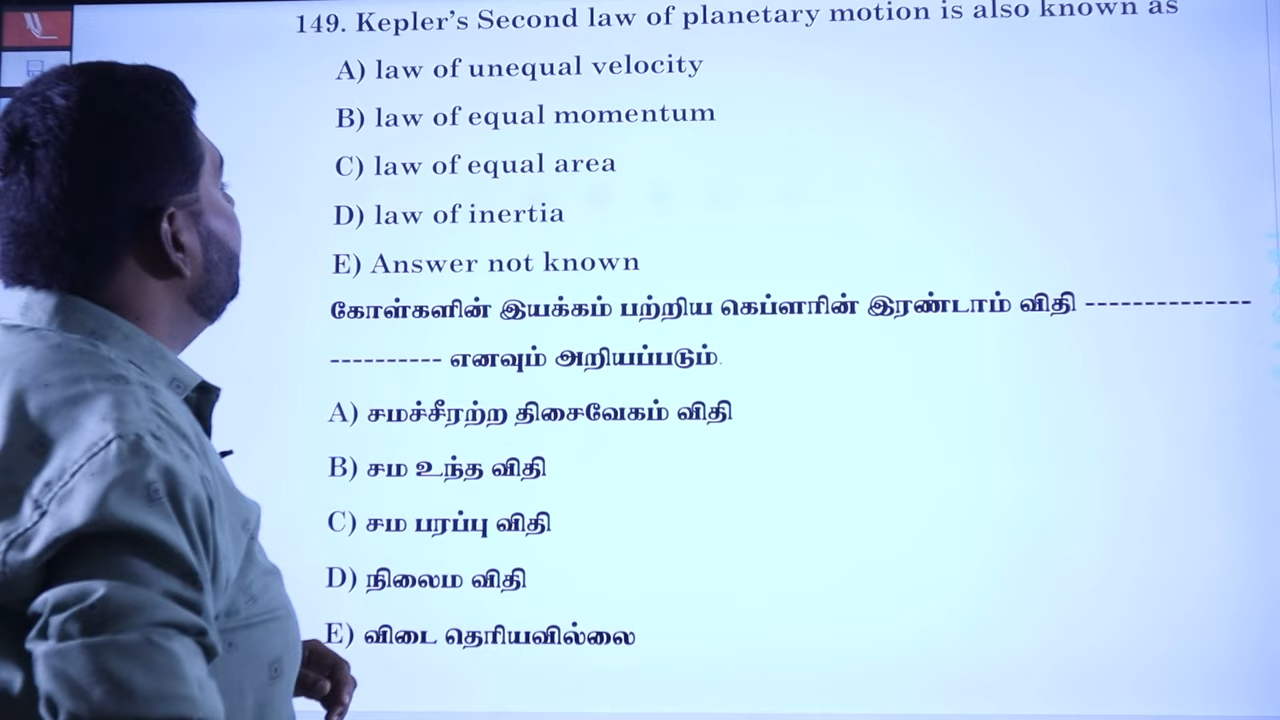 149. Kepler's Second law of planetary motion is also known as
A) law of unequal velocity
B) law of equal momentum
C) law of equal area
D) law of inertia
E) Answer not known
கோள்களின் இயக்கம் பற்றிய கெப்ளரின் இரண்டாம் விதி --------------
---------- எனவும் அறியப்படும்.
A) சமச்சீரற்ற திசைவேகம் விதி
B) சம உந்த விதி
C) சம பரப்பு விதி
D) நிலைம விதி
E) விடை தெரியவில்லை